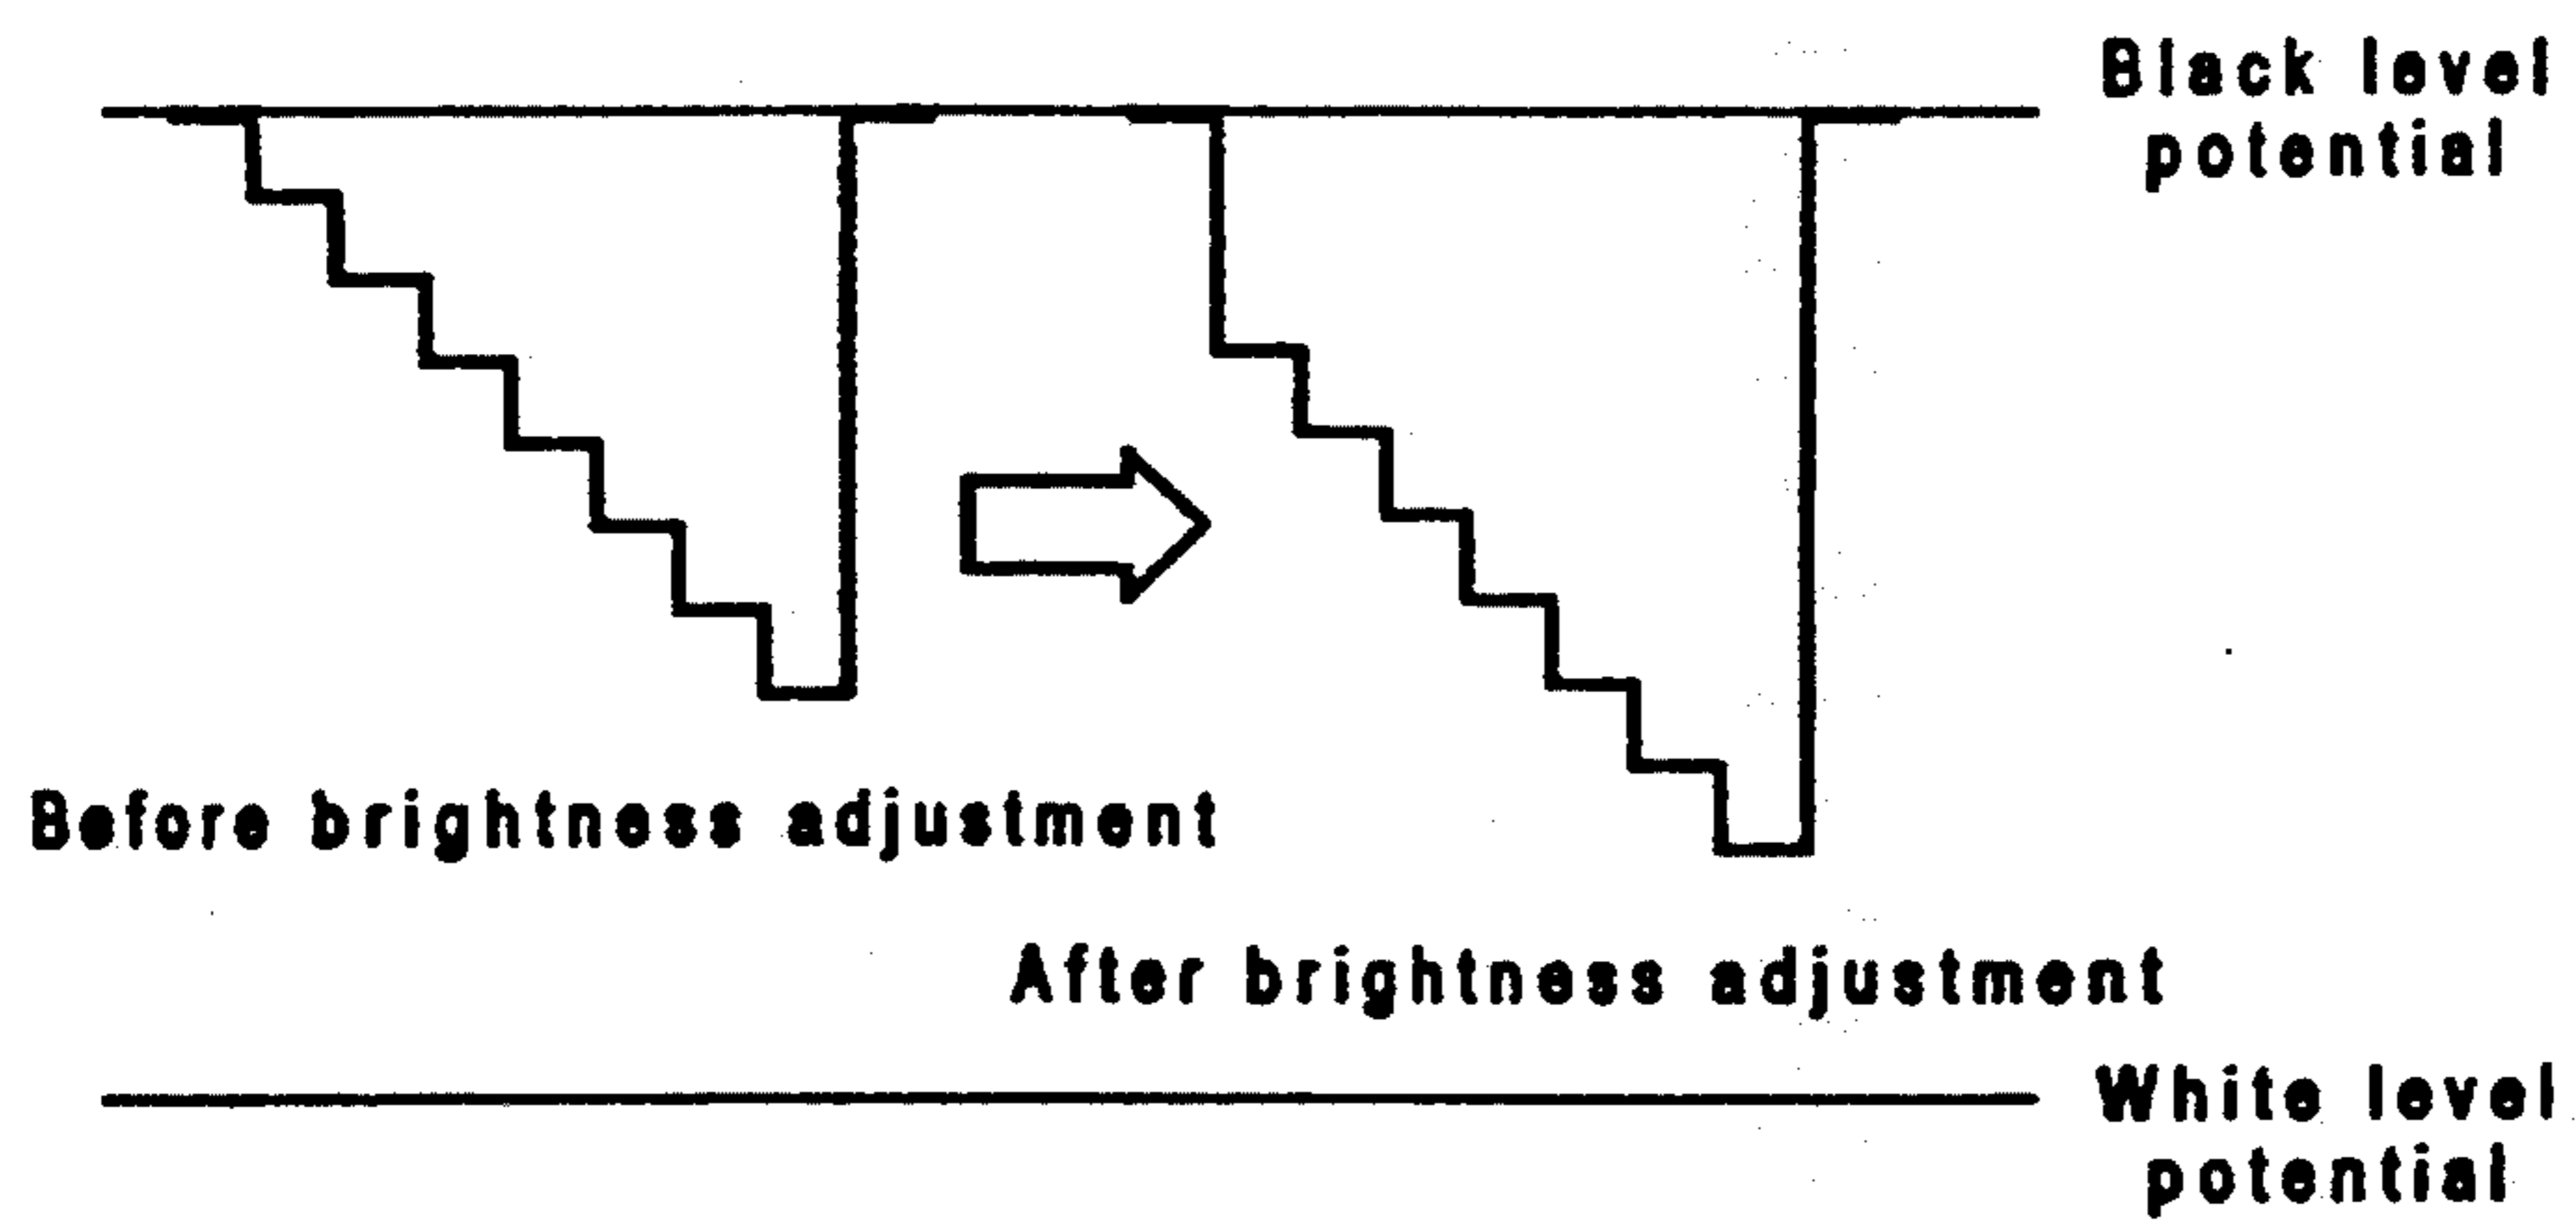 Black level
potential
Before brightness adjustment
After brightness adjustment
White level
potential